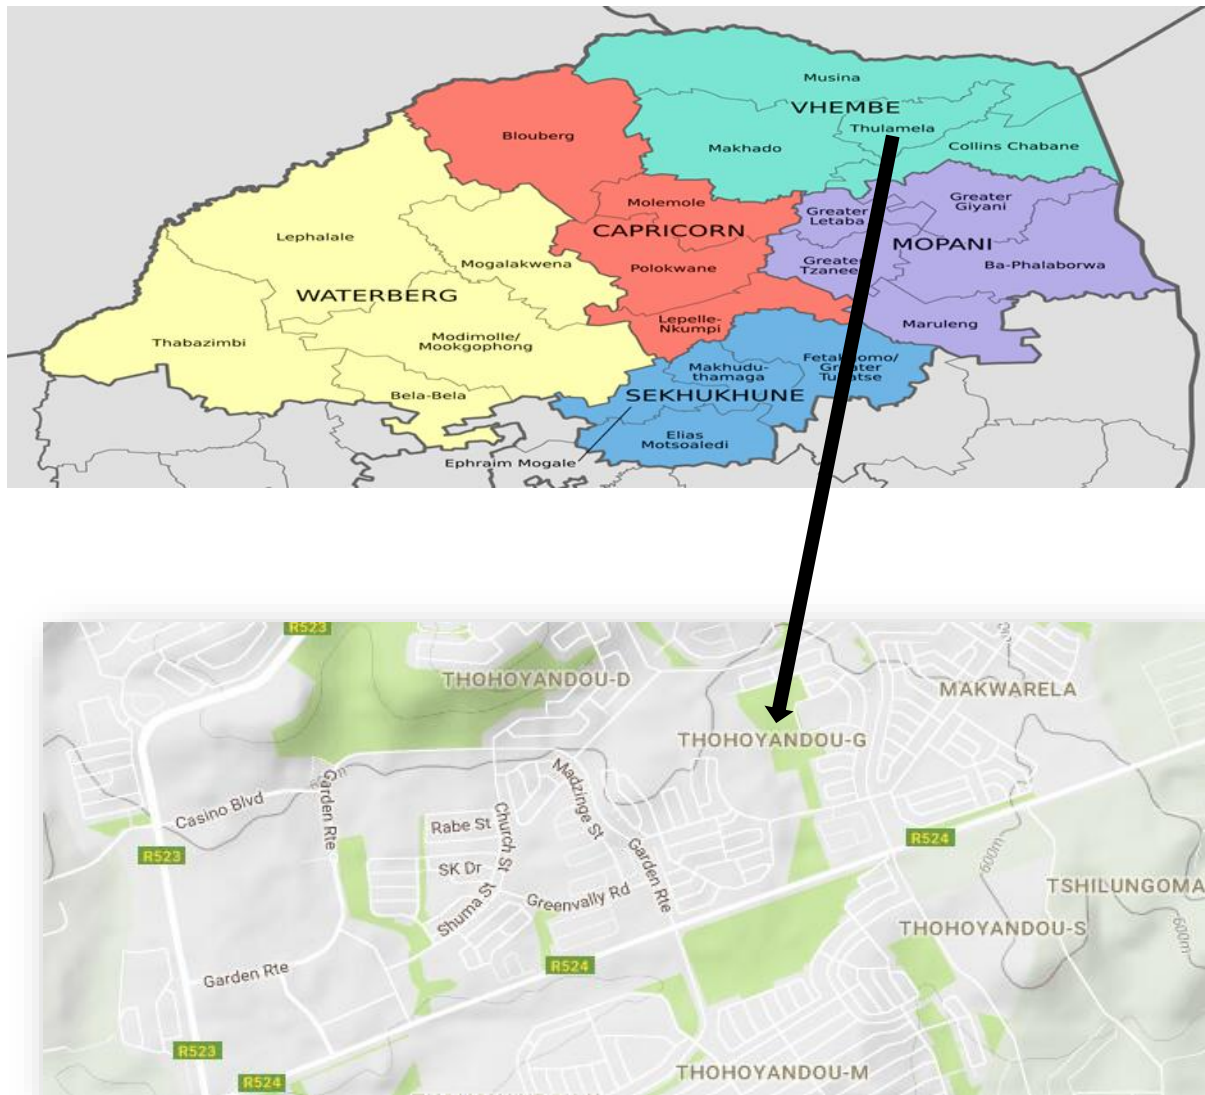 Musina
VHEMBE
Thulamela
Makhado
Collins Chabane
Blouberg
Molemole
CAPRICORN
Polokwane
Lepelle-
Nkumpi
Greater
Letaba
Greater
Giyani
MOPANI
Greater
Ba-Phalaborwa
Maruleng
Lephalale
Mogalakwena
WATERBERG
Thabazimbi
Modimolle/
Mookgophong
Bela-Bela
Makhudu-
thamaga
Greater
SEKHUKHUNE
Elias
Motsoaledi
Ephraim Mogale
R523
THOHOYANDOU-D
MAKWARELA
THOHOYANDOU-G
Casino Blvd
Garden Rte
Madzinge St
Church St
Rabe St
R523
SK Dr
Garden Rte
R524
600m
TSHILUNGOMA
Shuma St
Greenvally Rd
THOHOYANDOU-S
600m
Garden Rte
R524
R523
R524
THOHOYANDOU-M